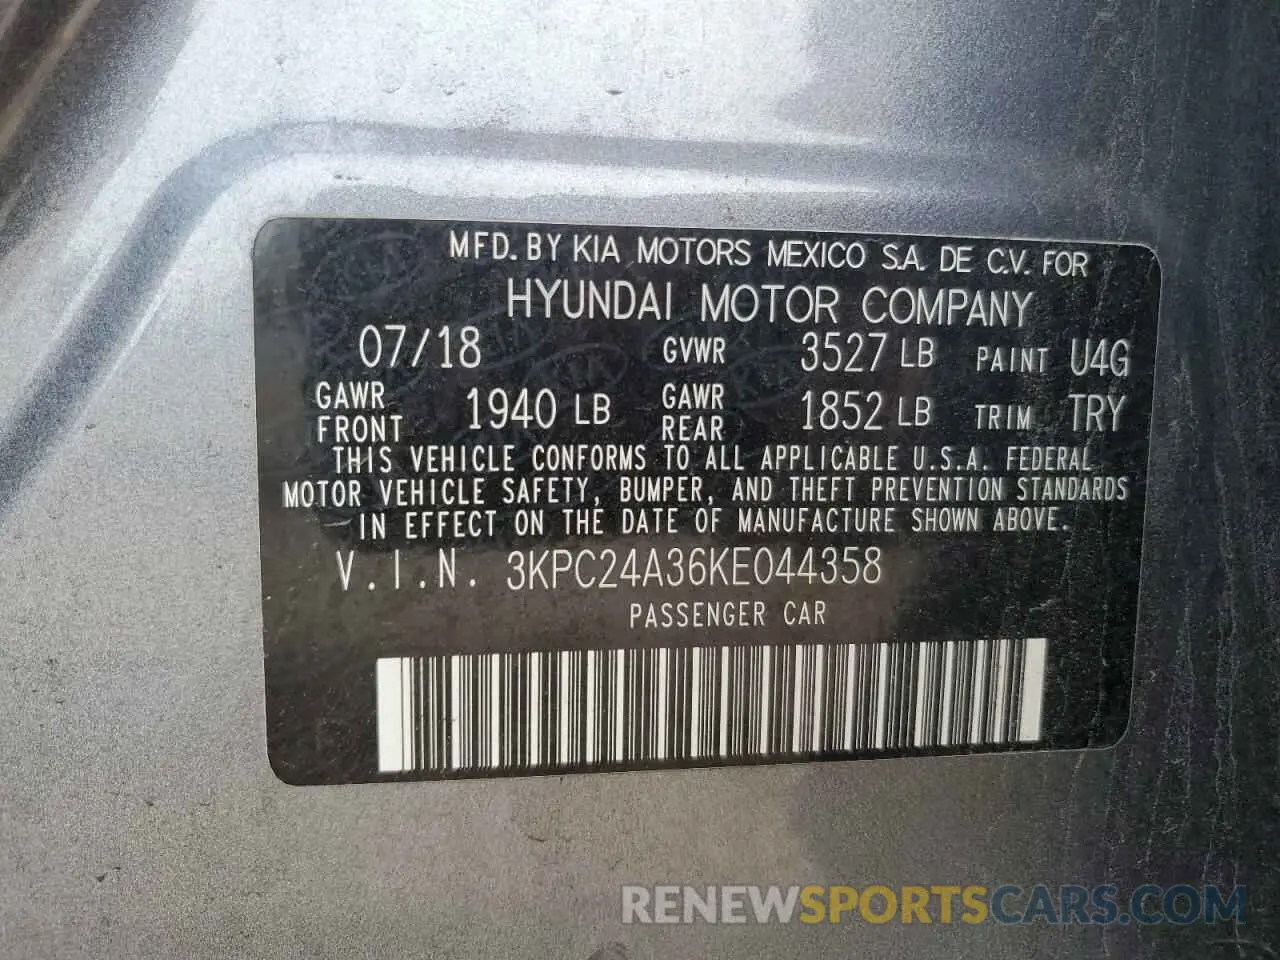 MFD. BY KIA MOTORS MEXICO S.A. DE C.V. FOR
HYUNDAI MOTOR COMPANY
07/18 GVWR 3527 LB PAINT U4G
GAWR FRONT 1940 LB GAWR REAR 1852 LB TRIM TRY
THIS VEHICLE CONFORMS TO ALL APPLICABLE U.S.A. FEDERAL
MOTOR VEHICLE SAFETY, BUMPER, AND THEFT PREVENTION STANDARDS
IN EFFECT ON THE DATE OF MANUFACTURE SHOWN ABOVE.
V.I.N. 3KPC24A36KE044358
PASSENGER CAR
RENEWSPORTSCARS.COM